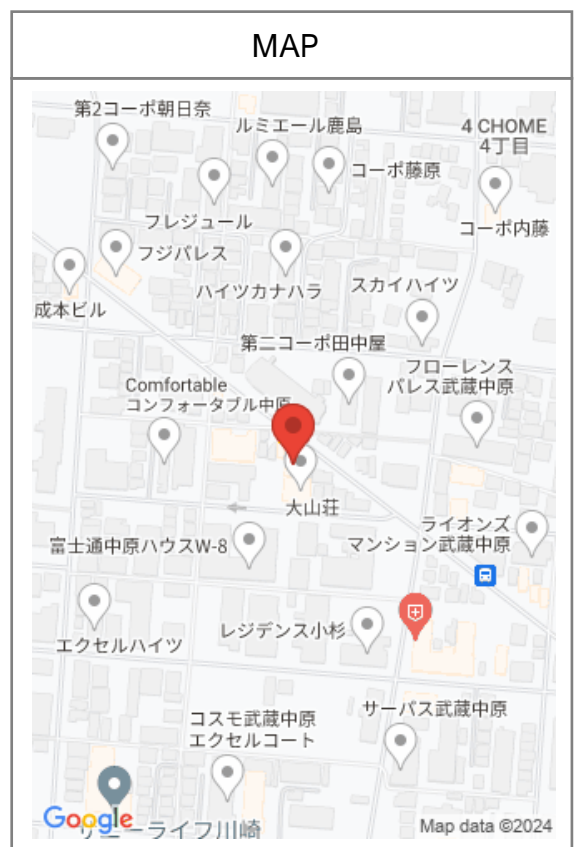 MAP
第2コーポ朝日奈
ルミエール鹿島
4 CHOME
4丁目
コーポ藤原
フレジュール
コーポ内藤
フジパレス
ハイツカナハラ
スカイハイツ
成本ビル
第二コーポ田中屋
フローレンス
パレス武蔵中原
Comfortable
コンフォータブル中原
大山荘
ライオンズ
マンション武蔵中原
富士通中原ハウスW-8
レジデンス小杉
エクセルハイツ
サーパス武蔵中原
コスモ武蔵中原
エクセルコート
Google
ニーライフ川崎
Map data ©2024